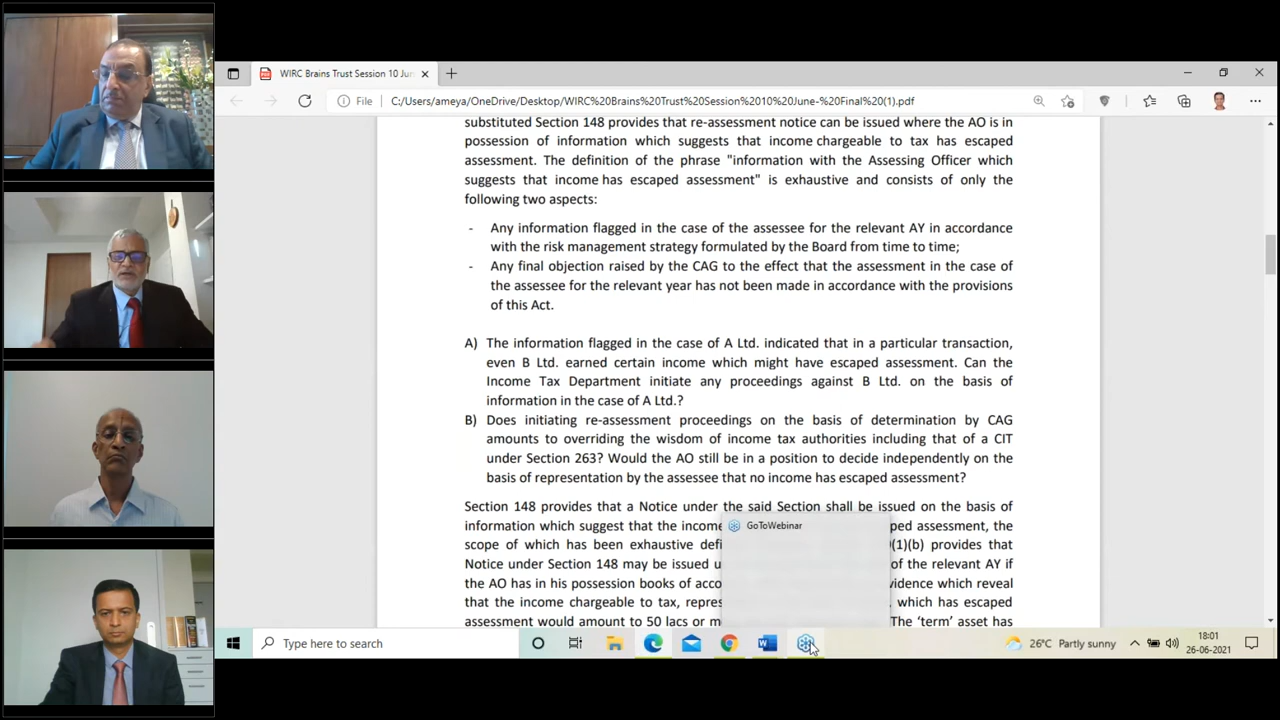 WIRC Brains Trust Session 10 Jun
File
C:/Users/ameya/OneDrive/Desktop/WIRC%20Brains%20Trust%20Session%2010%20June-%20Final%20(1).pdf
substituted Section 148 provides that re-assessment notice can be issued where the AO is in
possession of information which suggests that income chargeable to tax has escaped
assessment. The definition of the phrase "information with the Assessing Officer which
suggests that income has escaped assessment" is exhaustive and consists of only the
following two aspects:
- Any information flagged in the case of the assessee for the relevant AY in accordance
with the risk management strategy formulated by the Board from time to time;
- Any final objection raised by the CAG to the effect that the assessment in the case of
the assessee for the relevant year has not been made in accordance with the provisions
of this Act.
A) The information flagged in the case of A Ltd. indicated that in a particular transaction,
even B Ltd. earned certain income which might have escaped assessment. Can the
Income Tax Department initiate any proceedings against B Ltd. on the basis of
information in the case of A Ltd.?
B) Does initiating re-assessment proceedings on the basis of determination by CAG
amounts to overriding the wisdom of income tax authorities including that of a CIT
under Section 263? Would the AO still be in a position to decide independently on the
basis of representation by the assessee that no income has escaped assessment?
Section 148 provides that a Notice under the said Section shall be issued on the basis of
information which suggest that the income ped assessment, the
GoToWebinar
scope of which has been exhaustive defi (1)(b) provides that
Notice under Section 148 may be issued u of the relevant AY if
the AO has in his possession books of acco vidence which reveal
that the income chargeable to tax, repres , which has escaped
assessment would amount to 50 lacs or m The ‘term’ asset has
Type here to search
26°C Partly sunny
18:01
26-06-2021